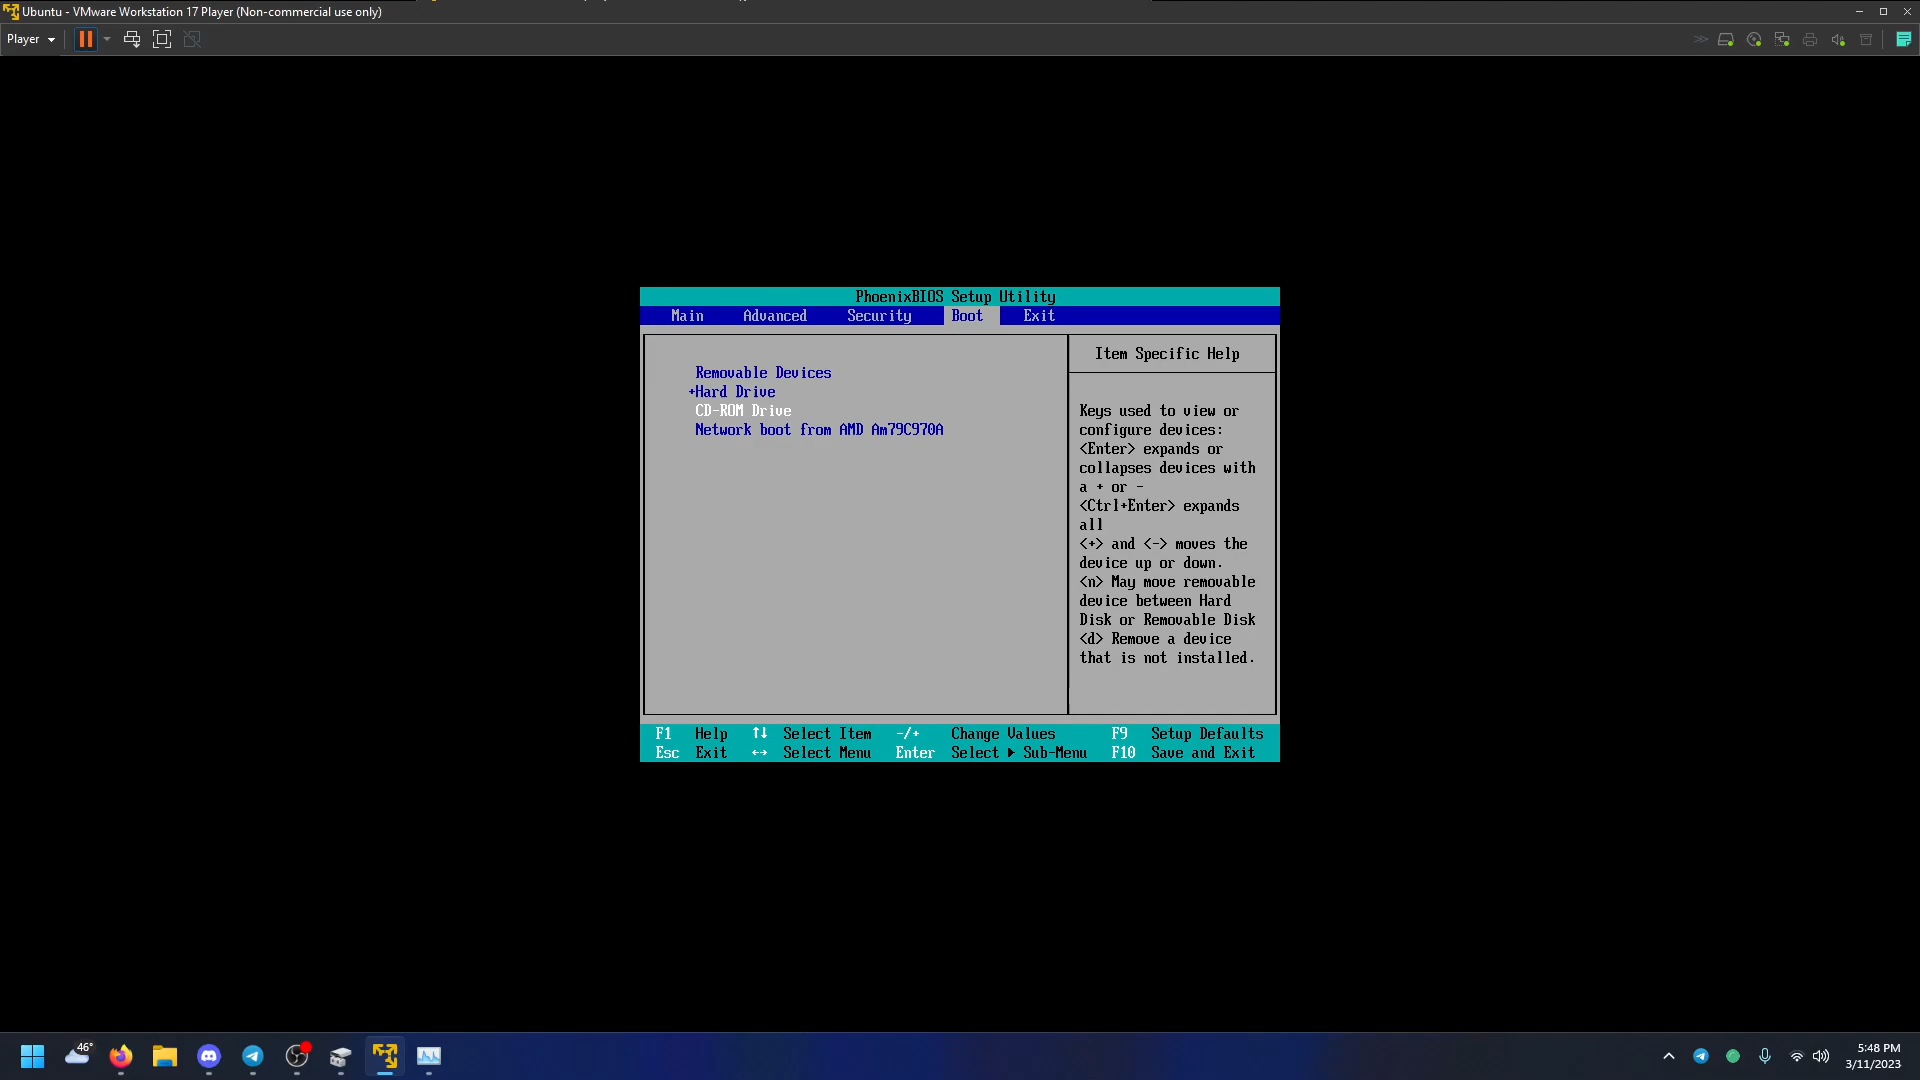 Ubuntu - VMware Workstation 17 Player (Non-commercial use only)
Player
PhoenixBIOS Setup Utility
Main Advanced Security Boot Exit
Removable Devices
+Hard Drive
CD-ROM Drive
Network boot from AMD Am79C970A
Item Specific Help
Keys used to view or
configure devices:
<Enter> expands or
collapses devices with
a + or -
<Ctrl+Enter> expands
all
<+> and <-> moves the
device up or down.
<n> May move removable
device between Hard
Disk or Removable Disk
<d> Remove a device
that is not installed.
F1 Help ↑↓ Select Item -/+ Change Values F9 Setup Defaults
Esc Exit ↔ Select Menu Enter Select ▶ Sub-Menu F10 Save and Exit
46°
5:48 PM
3/11/2023